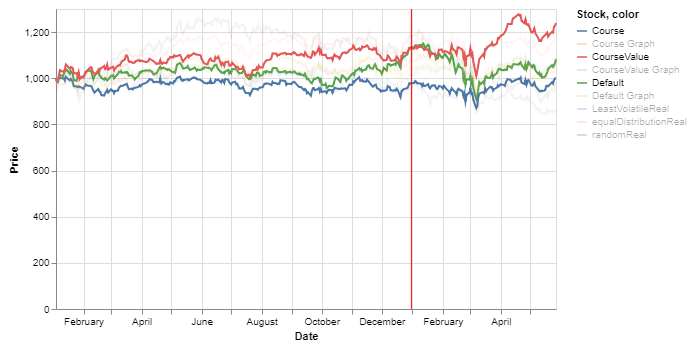 Stock, color
Course
Course Graph
CourseValue
CourseValue Graph
Default
Default Graph
LeastVolatileReal
equalDistributionReal
randomReal
Price
1,200
1,000
800
600
400
200
0
February April June August October December February April
Date